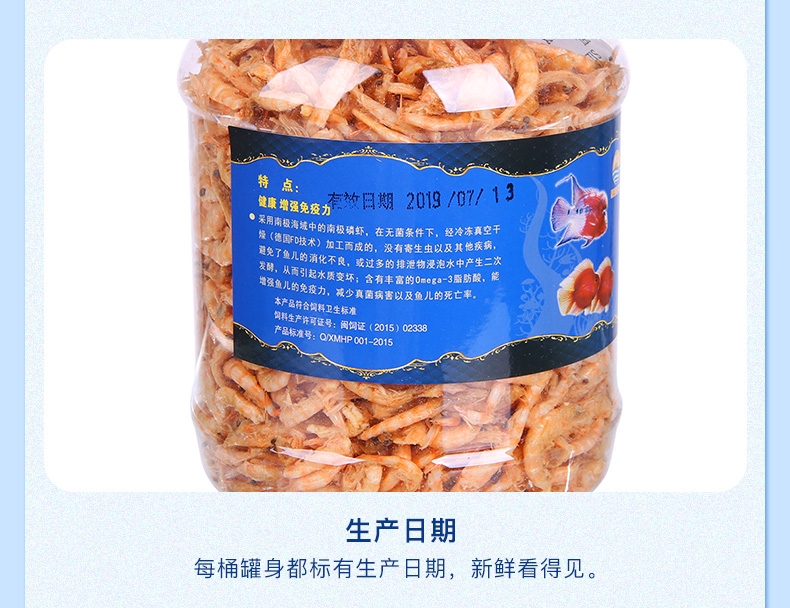 特 点：
有效日期 2019 /07/ 13
健康 增强免疫力
● 采用南极海域中的南极磷虾，在无菌条件下，经冷冻真空干
燥（德国FD技术）加工而成的，没有寄生虫以及其他疾病，
避免了鱼儿的消化不良，或过多的排泄物浸泡水中产生二次
发酵，从而引起水质变坏；含有丰富的Omega-3脂肪酸，能
增强鱼儿的免疫力，减少真菌病害以及鱼儿的死亡率。
本产品符合饲料卫生标准
饲料生产许可证号：闽饲证（2015）02338
产品标准号：Q/XMHP 001-2015
生产日期
每桶罐身都标有生产日期，新鲜看得见。